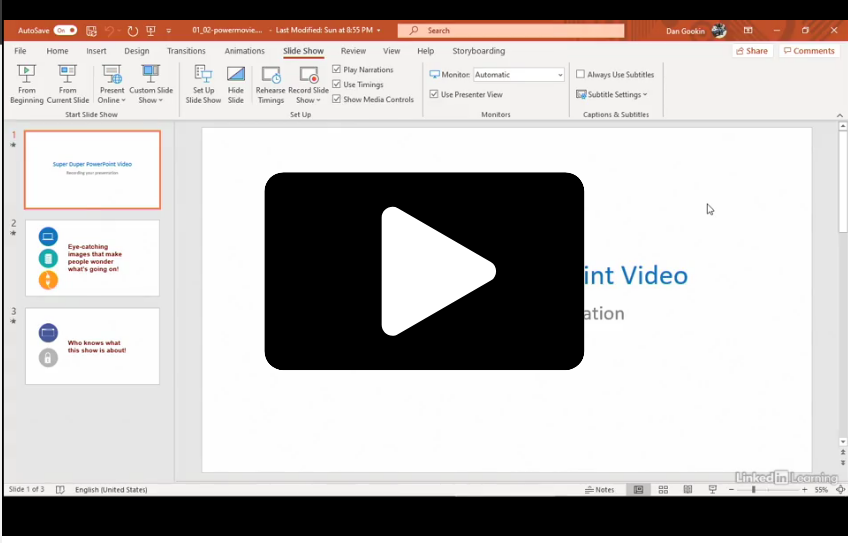 AutoSave On 01_02-powermovie.... - Last Modified: Sun at 8:55 PM Search Dan Gookin
File Home Insert Design Transitions Animations Slide Show Review View Help Storyboarding Share Comments
From Beginning
From Current Slide
Present Online
Custom Slide Show
Set Up Slide Show
Hide Slide
Rehearse Timings
Record Slide Show
Play Narrations
Use Timings
Show Media Controls
Monitor: Automatic
Use Presenter View
Always Use Subtitles
Subtitle Settings
Start Slide Show Set Up Monitors Captions & Subtitles
1
Super Duper PowerPoint Video
Recording your presentation
2
Eye-catching
images that make
people wonder
what's going on!
3
Who knows what
this show is about!
int Video
ation
Linked in Learning
Slide 1 of 3 English (United States) Notes 55%